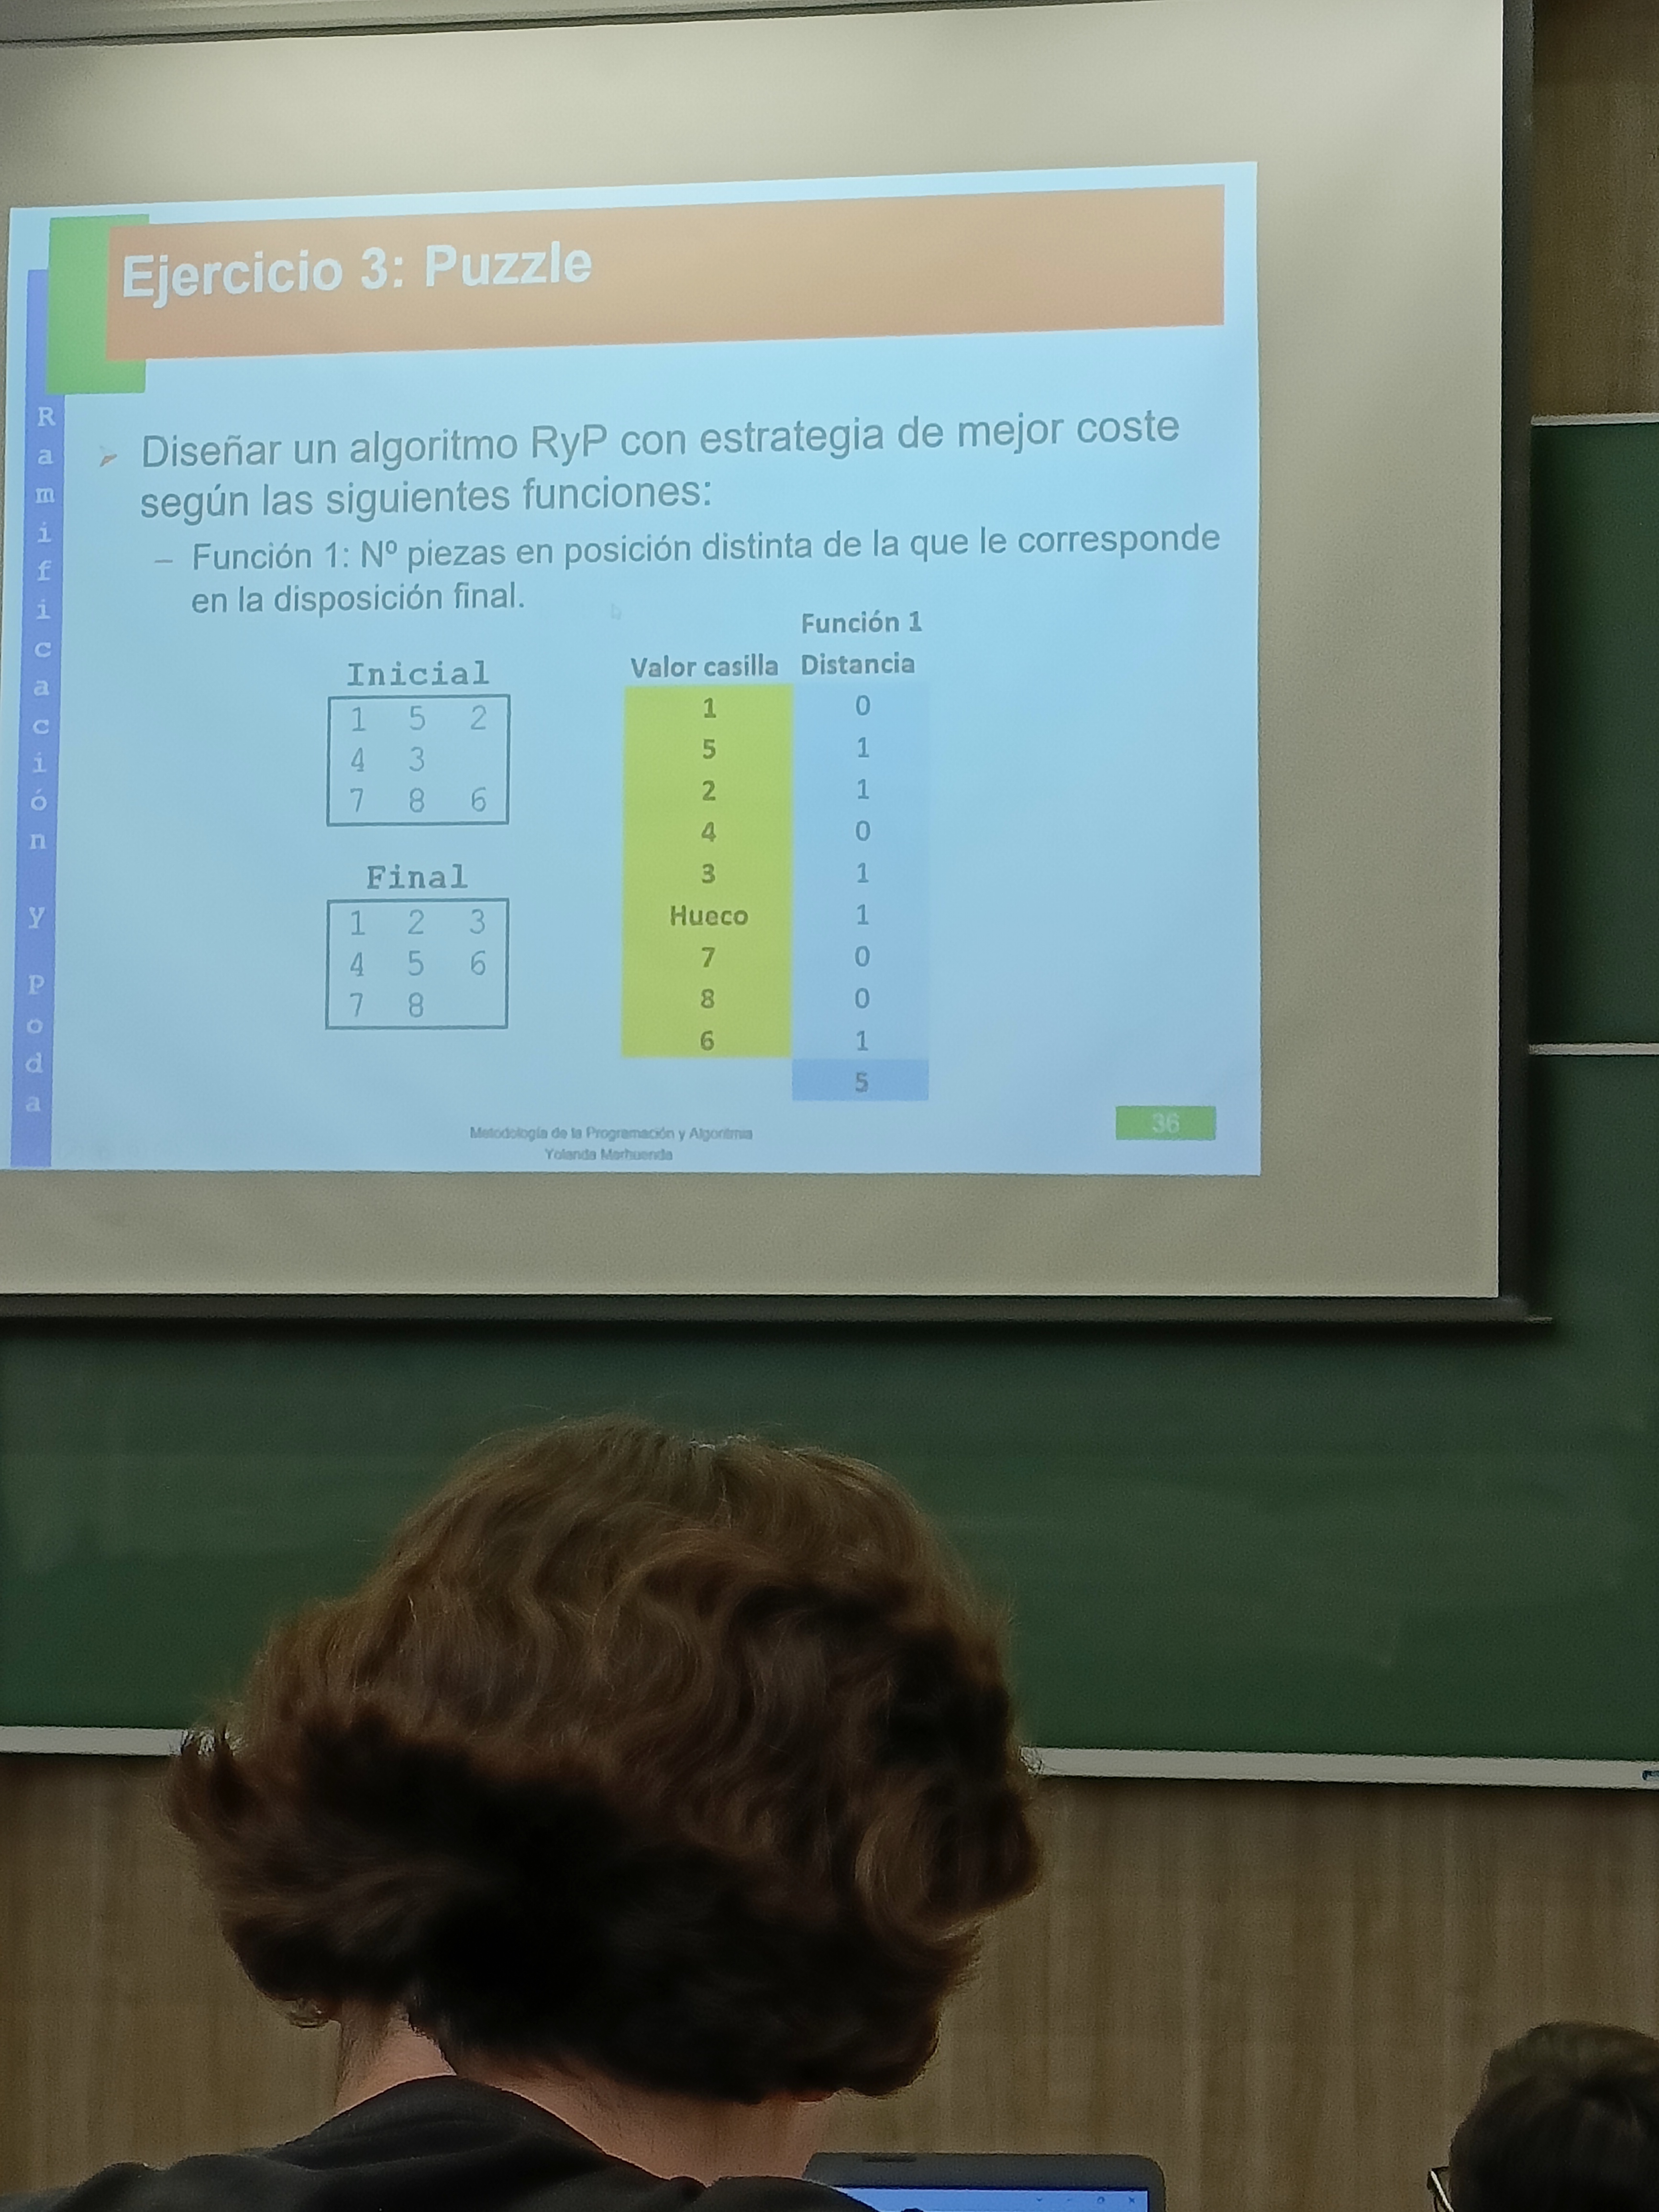 Ejercicio 3: Puzzle
Ramificación y Poda
Diseñar un algoritmo RyP con estrategia de mejor coste
según las siguientes funciones:
– Función 1: Nº piezas en posición distinta de la que le corresponde
en la disposición final.
Inicial
1 5 2
4 3
7 8 6
Final
1 2 3
4 5 6
7 8
Función 1
Valor casilla Distancia
1 0
5 1
2 1
4 0
3 1
Hueco 1
7 0
8 0
6 1
5
Metodología de la Programación y Algoritmia
Yolanda Marhuenda
36